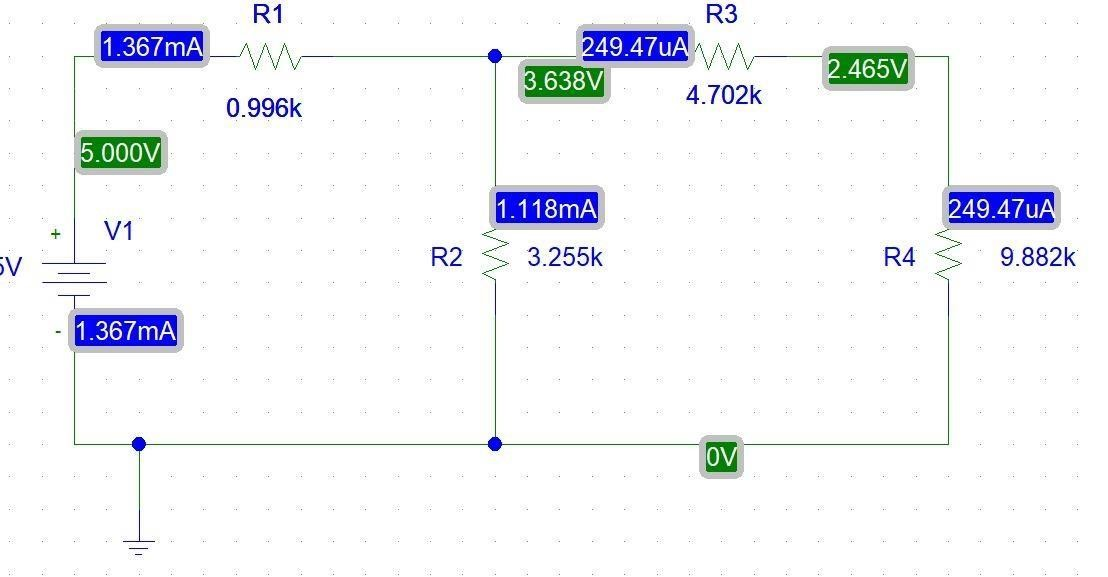 R1
R3
1.367mA
249.47uA
3.638V
2.465V
0.996k
4.702k
5.000V
1.118mA
249.47uA
+
V1
5V
R2
3.255k
R4
9.882k
-
1.367mA
0V